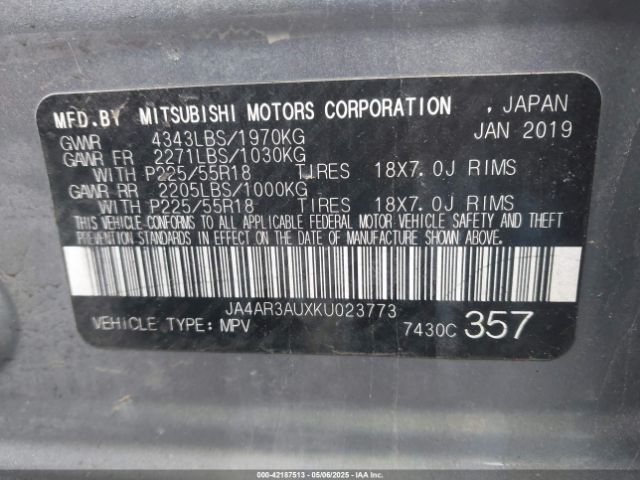 MFD.BY MITSUBISHI MOTORS CORPORATION , JAPAN
GVWR 4343LBS/1970KG JAN 2019
GAWR FR 2271LBS/1030KG
WITH P225/55R18 TIRES 18X7.0J RIMS
GAWR RR 2205LBS/1000KG
WITH P225/55R18 TIRES 18X7.0J RIMS
THIS VEHICLE CONFORMS TO ALL APPLICABLE FEDERAL MOTOR VEHICLE SAFETY AND THEFT
PREVENTION STANDARDS IN EFFECT ON THE DATE OF MANUFACTURE SHOWN ABOVE.
JA4AR3AUXKU023773
VEHICLE TYPE: MPV 7430C 357
000-42187513 - 05/06/2025 - IAAI.COM